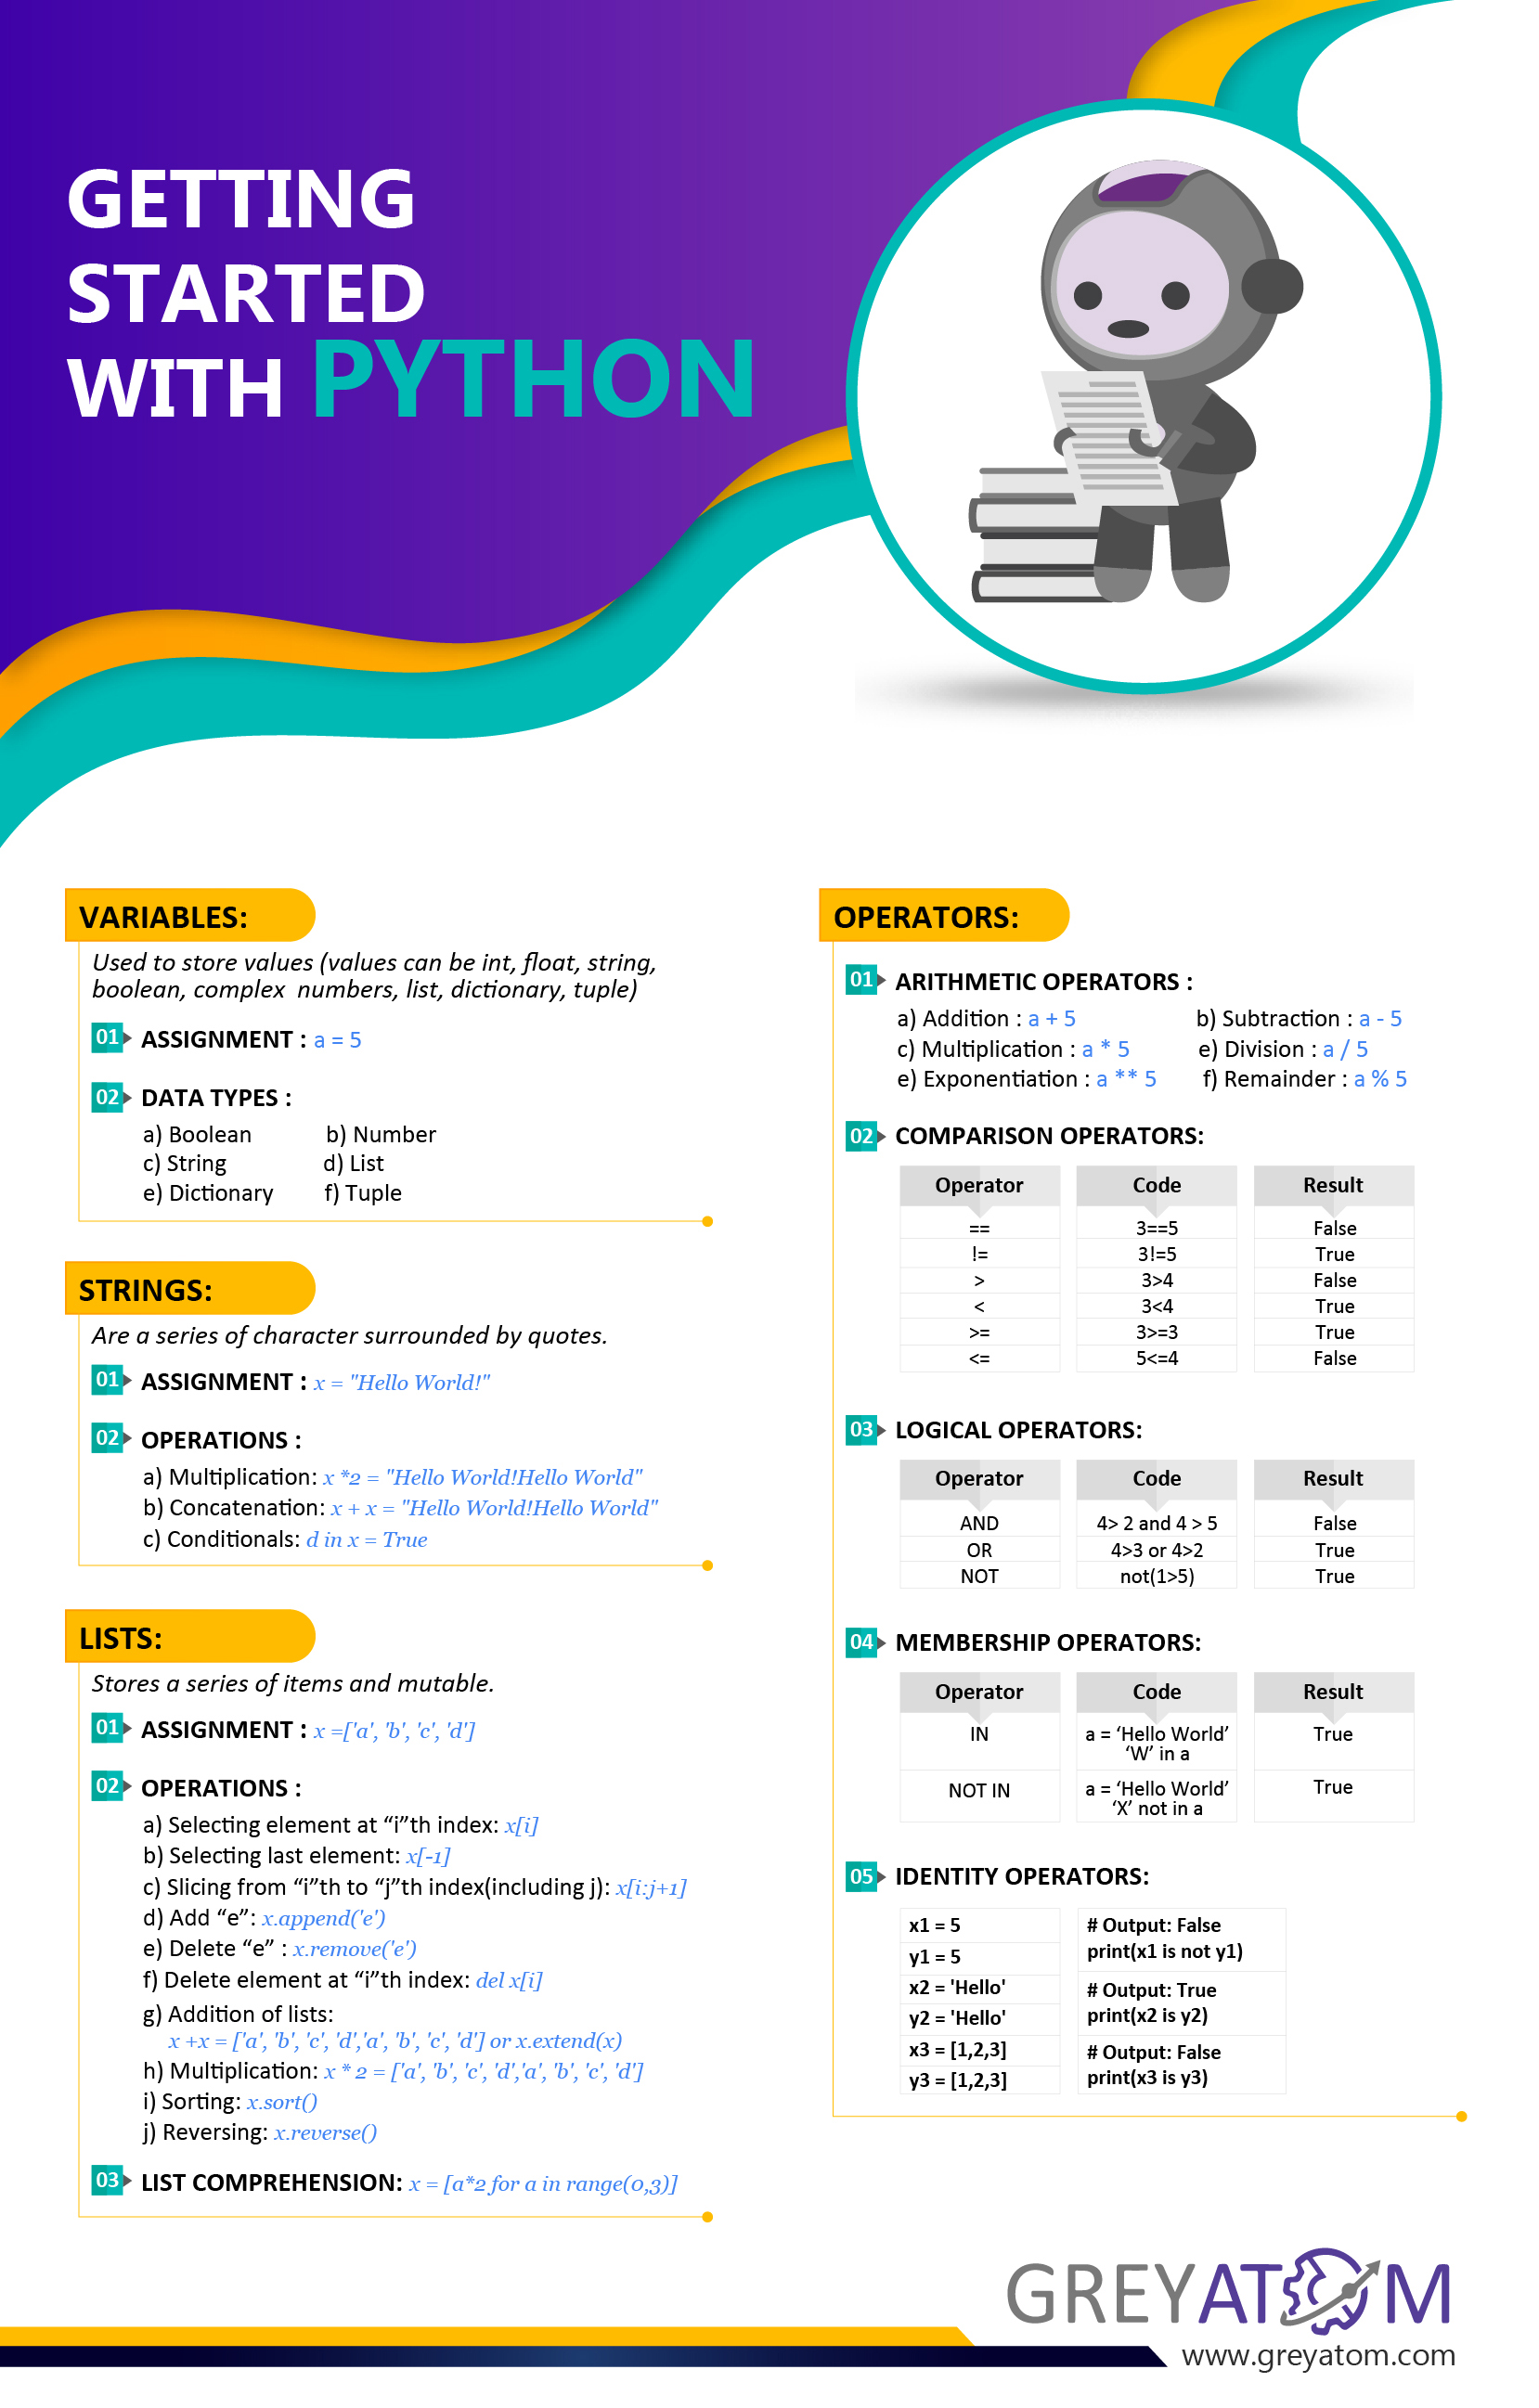 GETTING
STARTED
WITH PYTHON
VARIABLES:
Used to store values (values can be int, float, string,
boolean, complex numbers, list, dictionary, tuple)
01 ASSIGNMENT : a = 5
02 DATA TYPES :
a) Boolean b) Number
c) String d) List
e) Dictionary f) Tuple
STRINGS:
Are a series of character surrounded by quotes.
01 ASSIGNMENT : x = "Hello World!"
02 OPERATIONS :
a) Multiplication: x *2 = "Hello World!Hello World"
b) Concatenation: x + x = "Hello World!Hello World"
c) Conditionals: d in x = True
LISTS:
Stores a series of items and mutable.
01 ASSIGNMENT : x =['a', 'b', 'c', 'd']
02 OPERATIONS :
a) Selecting element at “i”th index: x[i]
b) Selecting last element: x[-1]
c) Slicing from “i”th to “j”th index(including j): x[i:j+1]
d) Add “e”: x.append('e')
e) Delete “e” : x.remove('e')
f) Delete element at “i”th index: del x[i]
g) Addition of lists:
x +x = ['a', 'b', 'c', 'd','a', 'b', 'c', 'd'] or x.extend(x)
h) Multiplication: x * 2 = ['a', 'b', 'c', 'd','a', 'b', 'c', 'd']
i) Sorting: x.sort()
j) Reversing: x.reverse()
03 LIST COMPREHENSION: x = [a*2 for a in range(0,3)]
OPERATORS:
01 ARITHMETIC OPERATORS :
a) Addition : a + 5 b) Subtraction : a - 5
c) Multiplication : a * 5 e) Division : a / 5
e) Exponentiation : a ** 5 f) Remainder : a % 5
02 COMPARISON OPERATORS:
Operator Code Result
== 3==5 False
!= 3!=5 True
> 3>4 False
< 3<4 True
>= 3>=3 True
<= 5<=4 False
03 LOGICAL OPERATORS:
Operator Code Result
AND 4> 2 and 4 > 5 False
OR 4>3 or 4>2 True
NOT not(1>5) True
04 MEMBERSHIP OPERATORS:
Operator Code Result
IN a = ‘Hello World’ True
‘W’ in a
NOT IN a = ‘Hello World’ True
‘X’ not in a
05 IDENTITY OPERATORS:
x1 = 5
y1 = 5
x2 = 'Hello'
y2 = 'Hello'
x3 = [1,2,3]
y3 = [1,2,3]
# Output: False
print(x1 is not y1)
# Output: True
print(x2 is y2)
# Output: False
print(x3 is y3)
GREYATOM
www.greyatom.com